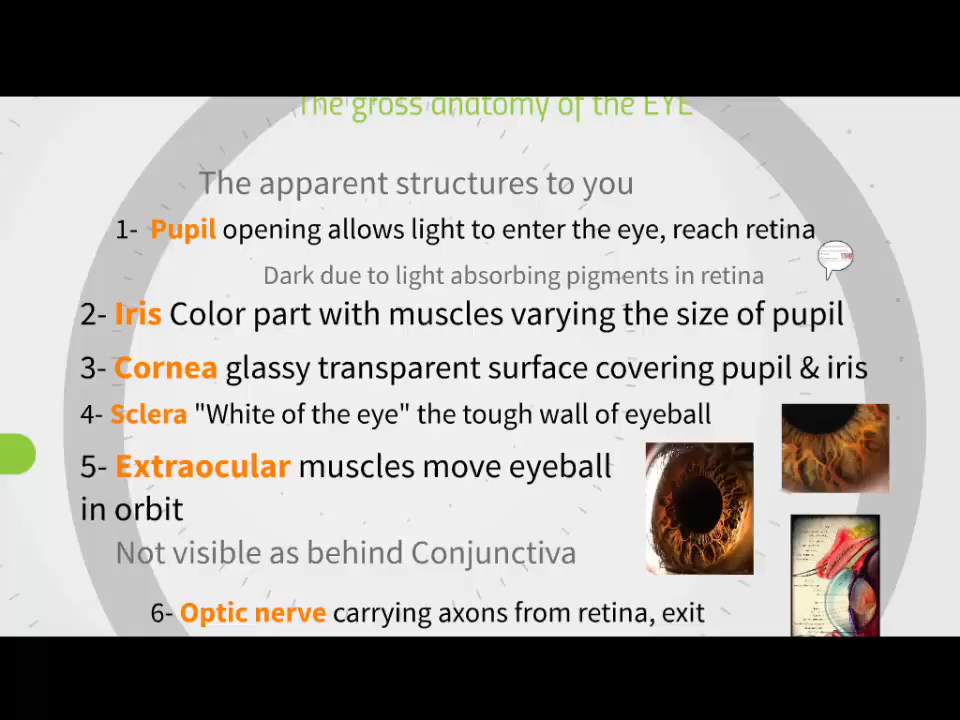 The gross anatomy of the EYE
The apparent structures to you
1- Pupil opening allows light to enter the eye, reach retina
Dark due to light absorbing pigments in retina
2- Iris Color part with muscles varying the size of pupil
3- Cornea glassy transparent surface covering pupil & iris
4- Sclera "White of the eye" the tough wall of eyeball
5- Extraocular muscles move eyeball
in orbit
Not visible as behind Conjunctiva
6- Optic nerve carrying axons from retina, exit